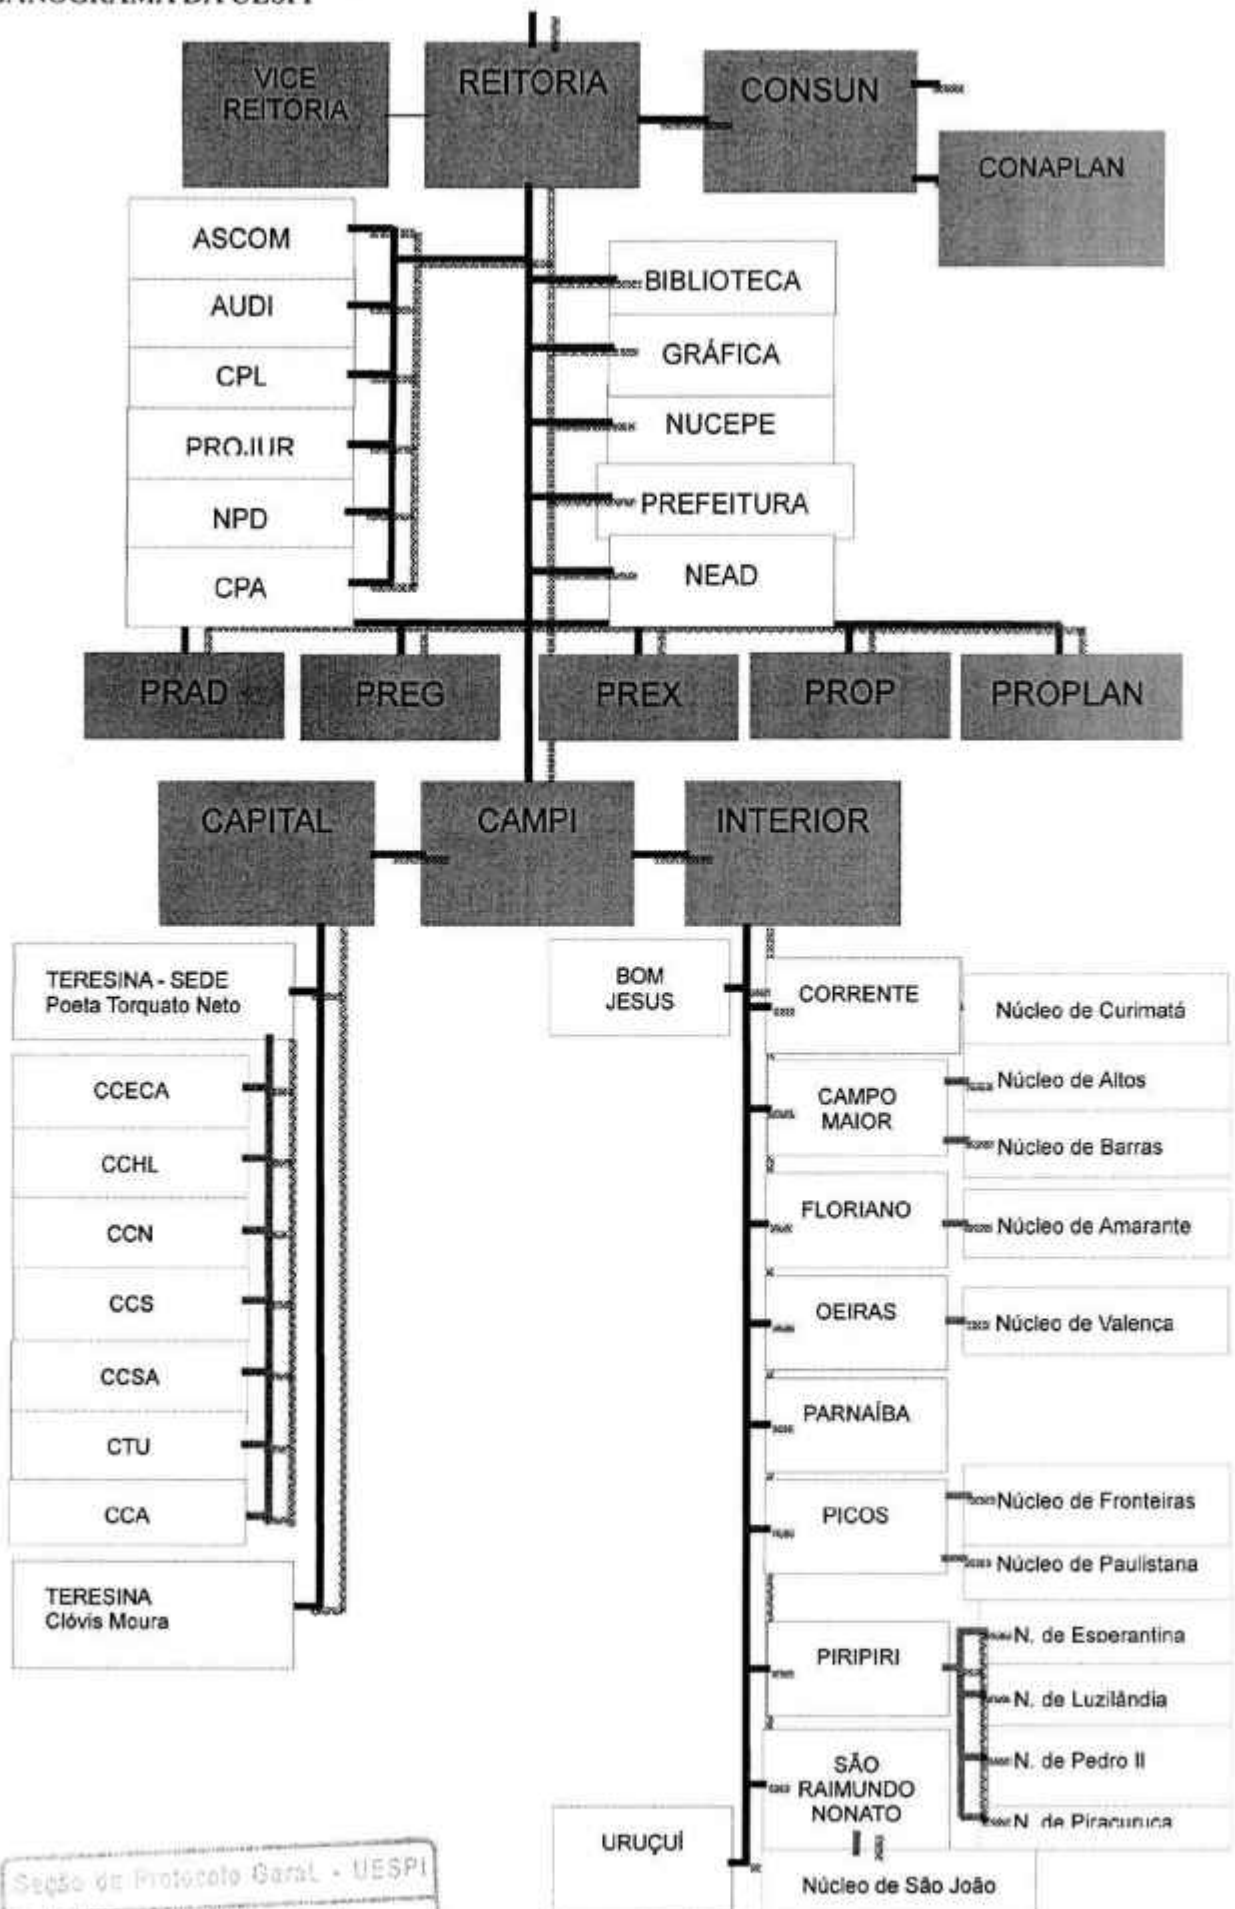 VICE
REITORIA
REITORIA
CONSUN
CONAPLAN
ASCOM
AUDI
CPL
PROJUR
NPD
CPA
BIBLIOTECA
GRÁFICA
NUCEPE
PREFEITURA
NEAD
PRAD
PREG
PREX
PROP
PROPLAN
CAPITAL
CAMPI
INTERIOR
TERESINA - SEDE
Poeta Torquato Neto
CCECA
CCHL
CCN
CCS
CCSA
CTU
CCA
TERESINA
Clóvis Moura
BOM
JESUS
CORRENTE
Núcleo de Curimatá
CAMPO
MAIOR
Núcleo de Altos
Núcleo de Barras
FLORIANO
Núcleo de Amarante
OEIRAS
Núcleo de Valença
PARNAÍBA
PICOS
Núcleo de Fronteiras
Núcleo de Paulistana
PIRIPIRI
N. de Esperantina
N. de Luzilândia
N. de Pedro II
N. de Piracuruca
SÃO
RAIMUNDO
NONATO
URUÇUÍ
Núcleo de São João
Seção de Protocolo Geral - UESPI